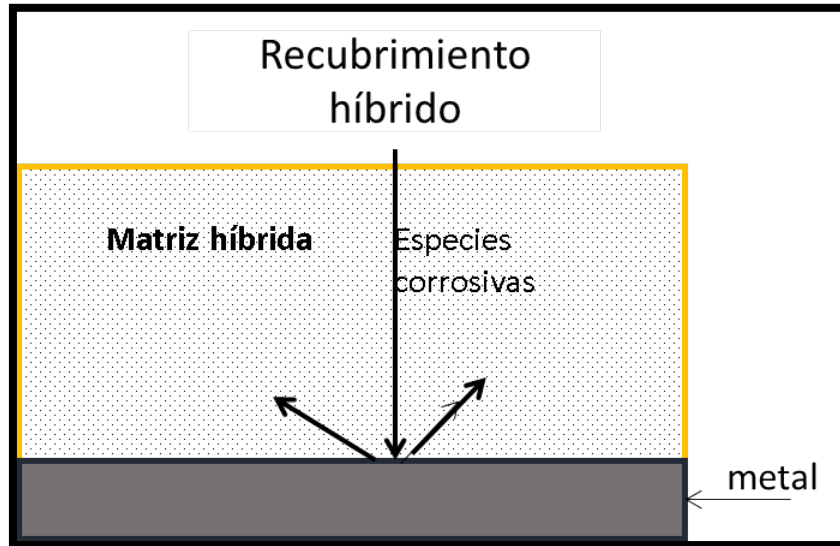 Recubrimiento
híbrido
Matriz híbrida
Especies
corrosivas
metal